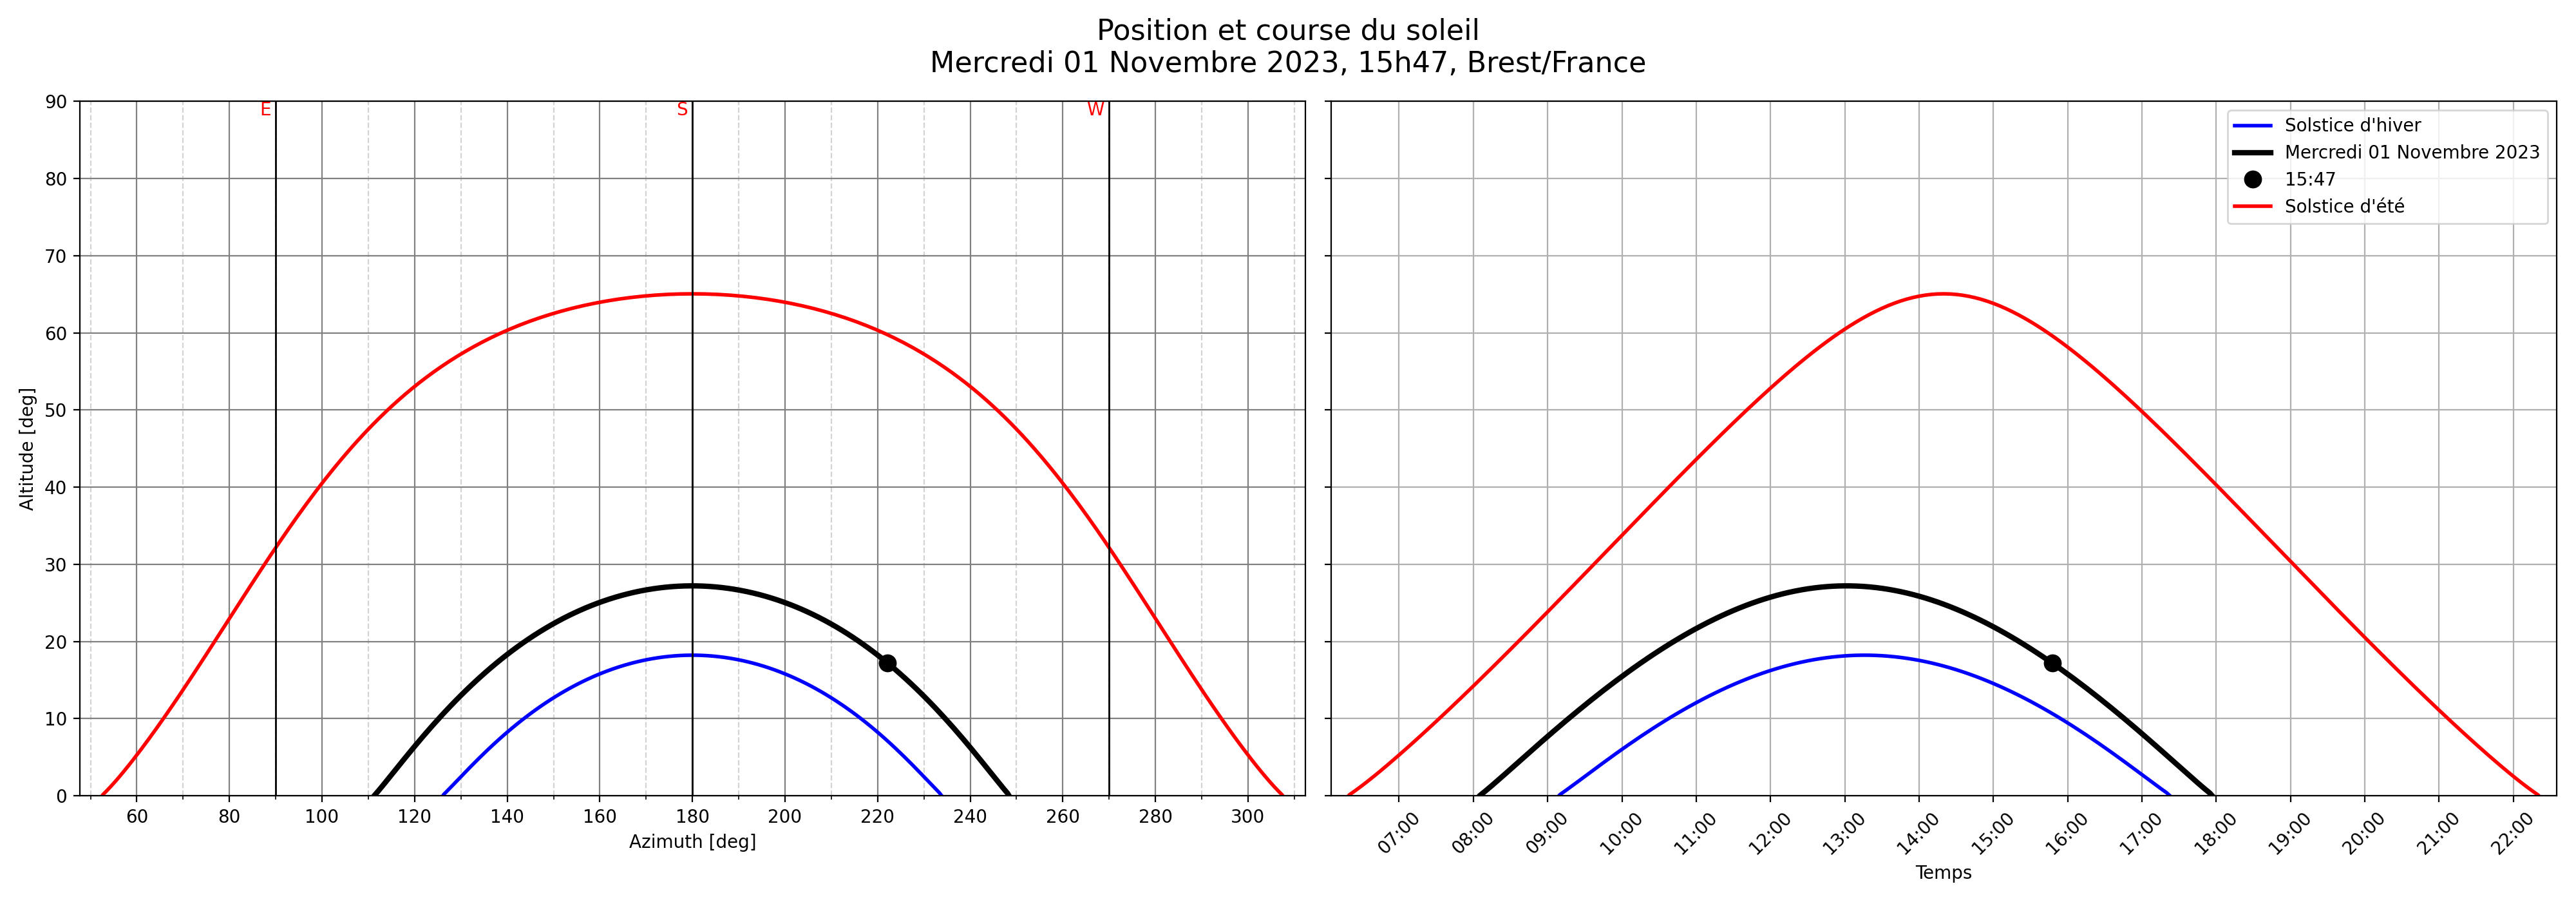 Position et course du soleil
Mercredi 01 Novembre 2023, 15h47, Brest/France
E S W
90
80
70
60
50
40
30
20
10
0
Altitude [deg]
60 80 100 120 140 160 180 200 220 240 260 280 300
Azimuth [deg]
Solstice d'hiver
Mercredi 01 Novembre 2023
15:47
Solstice d'été
07:00 08:00 09:00 10:00 11:00 12:00 13:00 14:00 15:00 16:00 17:00 18:00 19:00 20:00 21:00 22:00
Temps